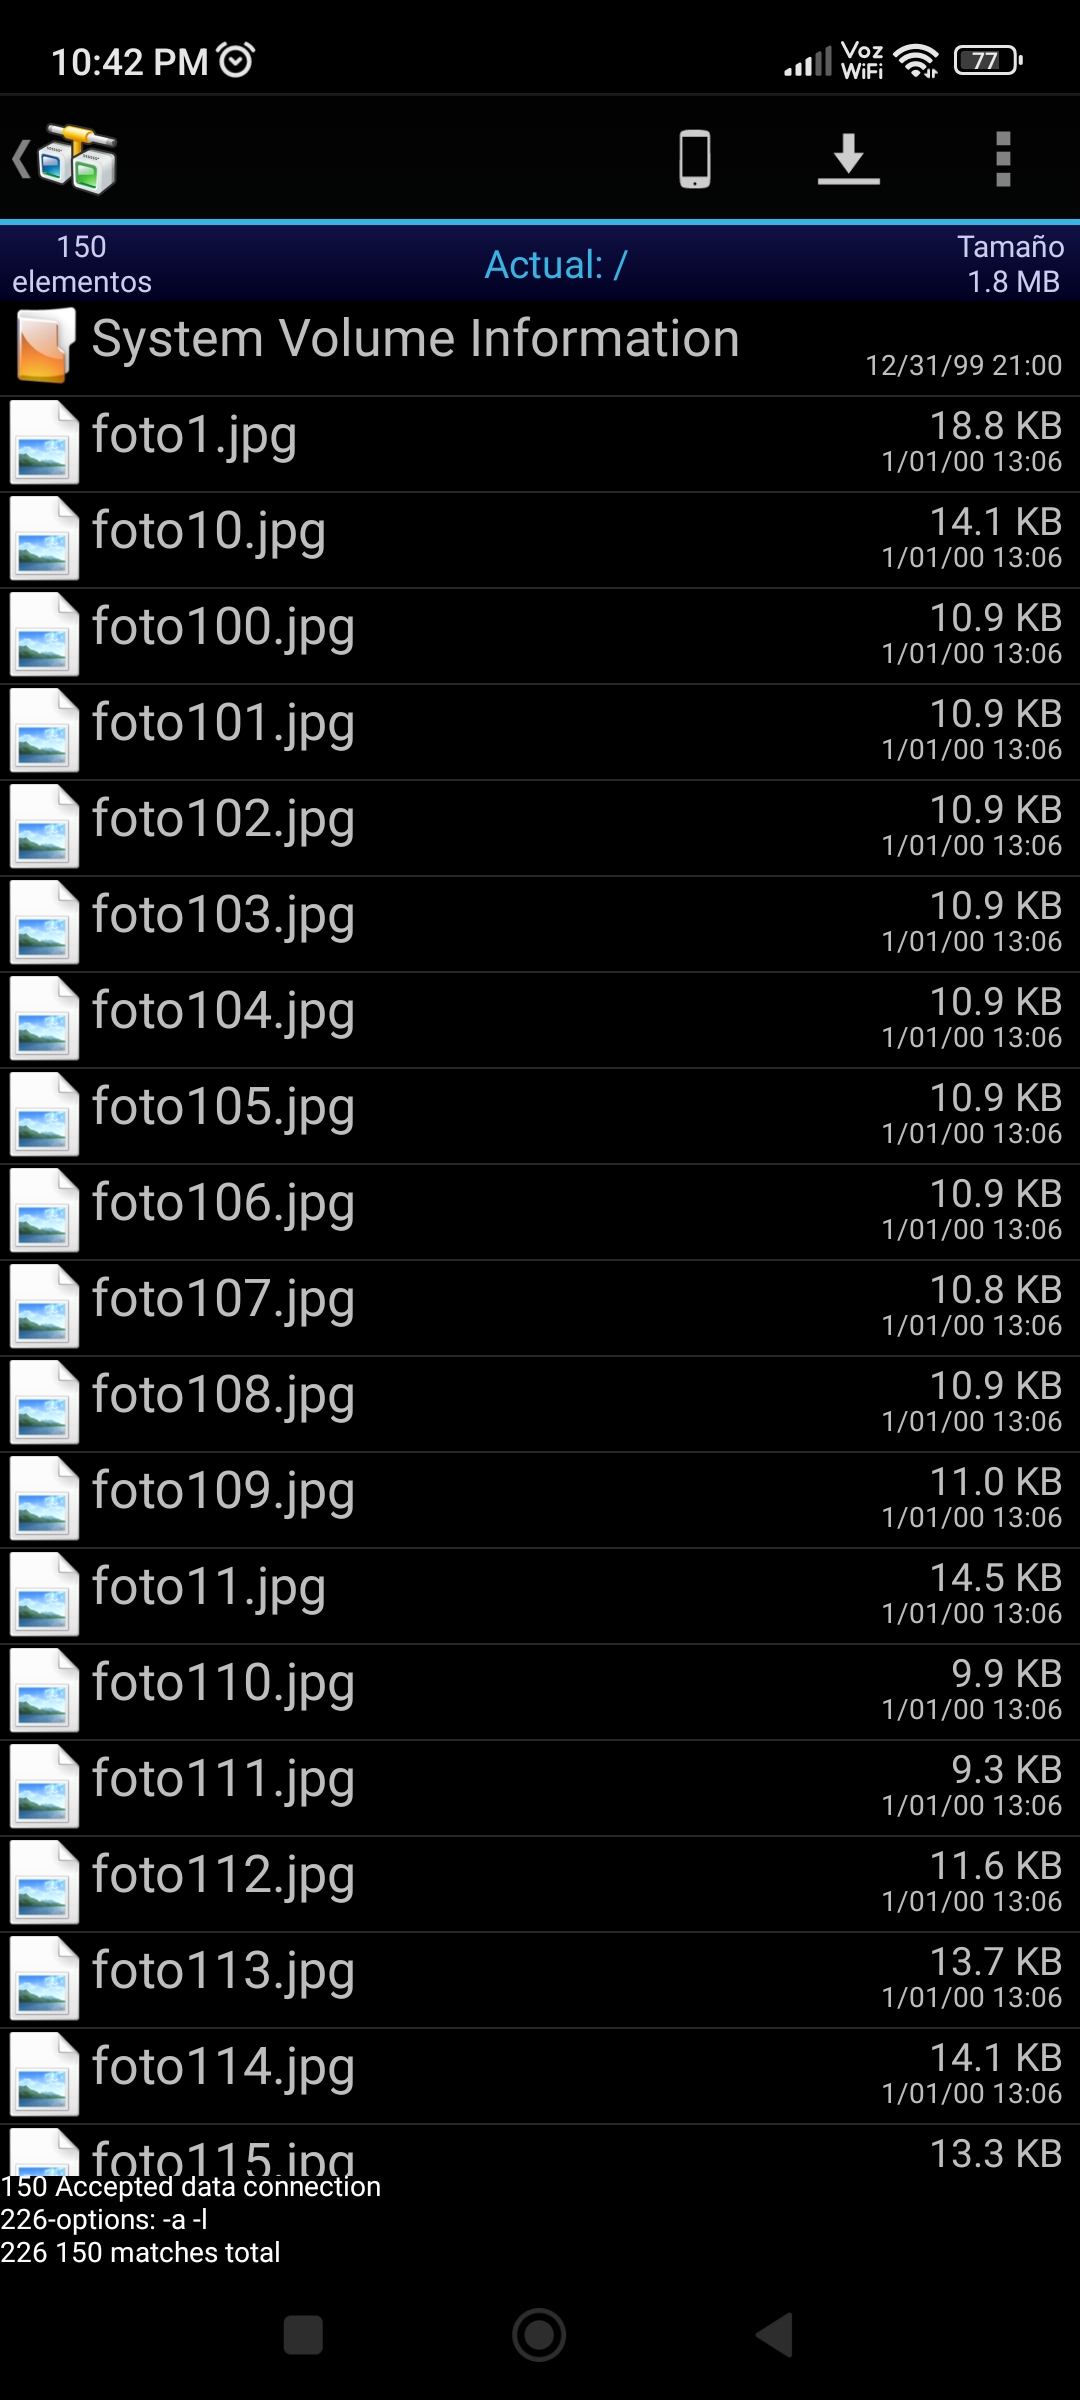 10:42 PM
Voz
WiFi
77
150
elementos
Actual: /
Tamaño
1.8 MB
System Volume Information
12/31/99 21:00
foto1.jpg
18.8 KB
1/01/00 13:06
foto10.jpg
14.1 KB
1/01/00 13:06
foto100.jpg
10.9 KB
1/01/00 13:06
foto101.jpg
10.9 KB
1/01/00 13:06
foto102.jpg
10.9 KB
1/01/00 13:06
foto103.jpg
10.9 KB
1/01/00 13:06
foto104.jpg
10.9 KB
1/01/00 13:06
foto105.jpg
10.9 KB
1/01/00 13:06
foto106.jpg
10.9 KB
1/01/00 13:06
foto107.jpg
10.8 KB
1/01/00 13:06
foto108.jpg
10.9 KB
1/01/00 13:06
foto109.jpg
11.0 KB
1/01/00 13:06
foto11.jpg
14.5 KB
1/01/00 13:06
foto110.jpg
9.9 KB
1/01/00 13:06
foto111.jpg
9.3 KB
1/01/00 13:06
foto112.jpg
11.6 KB
1/01/00 13:06
foto113.jpg
13.7 KB
1/01/00 13:06
foto114.jpg
14.1 KB
1/01/00 13:06
foto115.jpg
13.3 KB
150 Accepted data connection
226-options: -a -l
226 150 matches total